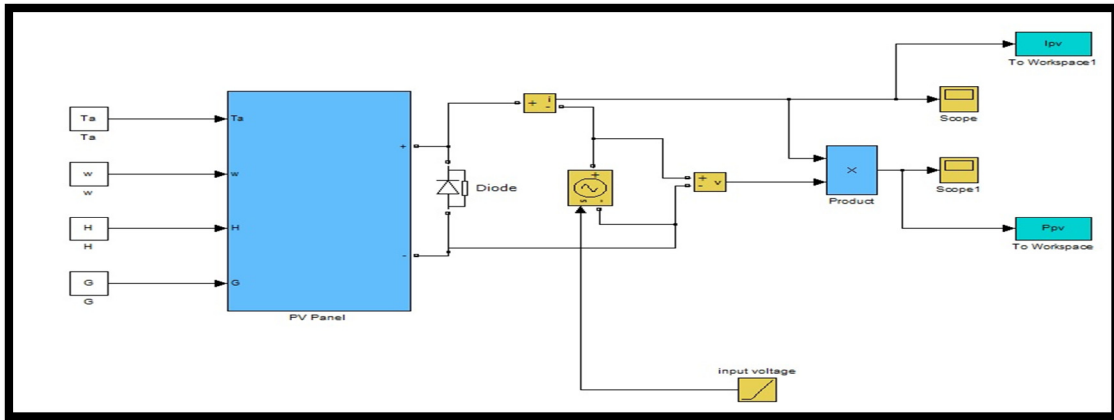 Ipv
To Workspace1
Scope
Ta
Ta
Ta
+
+
i
-
w
w
w
Diode
+
-
+
-
v
s
-
×
Product
Scope1
H
H
H
Ppv
To Workspace
G
G
G
-
PV Panel
input voltage